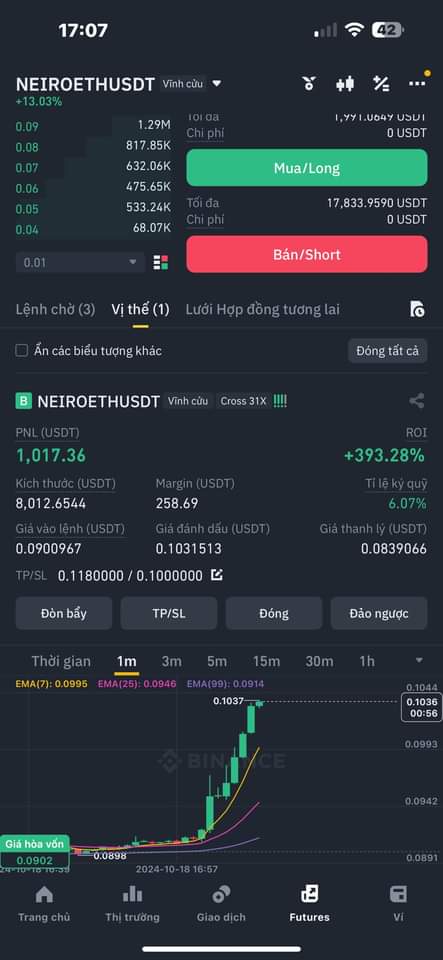 17:07
42
NEIROETHUSDT Vĩnh cửu
+13.03%
0.09 1.29M
0.08 817.85K
0.07 632.06K
0.06 475.65K
0.05 533.24K
0.04 68.07K
0.01
Tối đa 1,991.0649 USDT
Chi phí 0 USDT
Mua/Long
Tối đa 17,833.9590 USDT
Chi phí 0 USDT
Bán/Short
Lệnh chờ (3) Vị thế (1) Lưới Hợp đồng tương lai
Ẩn các biểu tượng khác Đóng tất cả
B NEIROETHUSDT Vĩnh cửu Cross 31X !!!!
PNL (USDT) ROI
1,017.36 +393.28%
Kích thước (USDT) Margin (USDT) Tỉ lệ ký quỹ
8,012.6544 258.69 6.07%
Giá vào lệnh (USDT) Giá đánh dấu (USDT) Giá thanh lý (USDT)
0.0900967 0.1031513 0.0839066
TP/SL 0.1180000 / 0.1000000
Đòn bẩy TP/SL Đóng Đảo ngược
Thời gian 1m 3m 5m 15m 30m 1h
EMA(7): 0.0995 EMA(25): 0.0946 EMA(99): 0.0914
0.1044
0.1037
0.1036
00:56
BINANCE
0.0993
0.0942
Giá hòa vốn
0.0902
0.0898
0.0891
24-10-18 16:39 2024-10-18 16:57
Trang chủ Thị trường Giao dịch Futures Ví